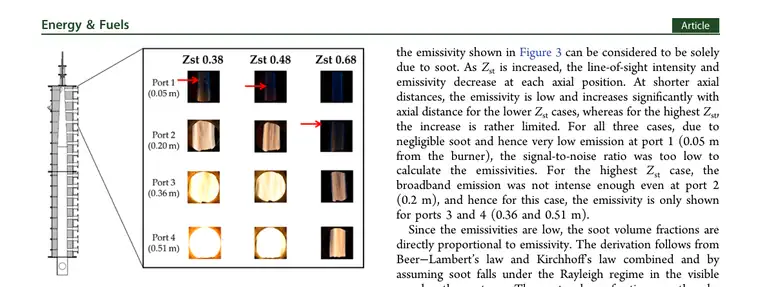 Energy & Fuels
Article
Zst 0.38 Zst 0.48 Zst 0.68
Port 1
(0.05 m)
Port 2
(0.20 m)
Port 3
(0.36 m)
Port 4
(0.51 m)
the emissivity shown in Figure 3 can be considered to be solely
due to soot. As Zst is increased, the line-of-sight intensity and
emissivity decrease at each axial position. At shorter axial
distances, the emissivity is low and increases significantly with
axial distance for the lower Zst cases, whereas for the highest Zst,
the increase is rather limited. For all three cases, due to
negligible soot and hence very low emission at port 1 (0.05 m
from the burner), the signal-to-noise ratio was too low to
calculate the emissivities. For the highest Zst case, the
broadband emission was not intense enough even at port 2
(0.2 m), and hence for this case, the emissivity is only shown
for ports 3 and 4 (0.36 and 0.51 m).
Since the emissivities are low, the soot volume fractions are
directly proportional to emissivity. The derivation follows from
Beer−Lambert's law and Kirchhoff's law combined and by
assuming soot falls under the Rayleigh regime in the visible